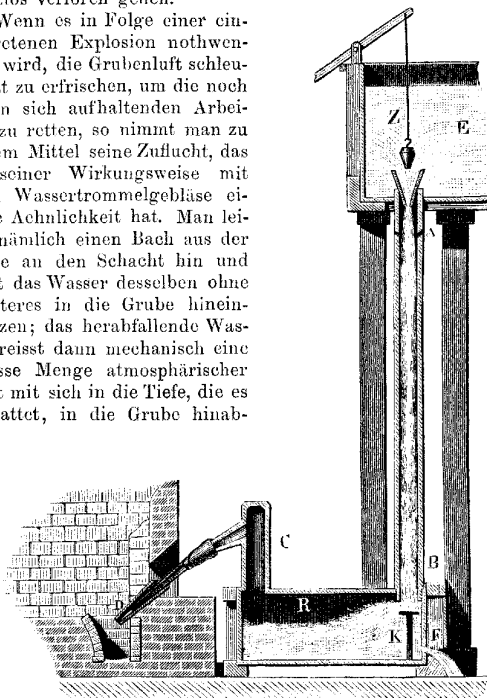 Wenn es in Folge einer ein-
etenen Explosion nothwen-
wird, die Grubenluft schleu-
t zu erfrischen, um die noch
n sich aufhaltenden Arbei-
zu retten, so nimmt man zu
em Mittel seine Zuflucht, das
seiner Wirkungsweise mit
Wassertrommelgebläse ei-
e Aehnlichkeit hat. Man lei-
nämlich einen Bach aus der
e an den Schacht hin und
t das Wasser desselben ohne
teres in die Grube hinein-
zen; das herabfallende Was-
reisst dann mechanisch eine
sse Menge atmosphärischer
t mit sich in die Tiefe, die es
attet, in die Grube hinab-
Z
E
A
C
B
D
R
K
F